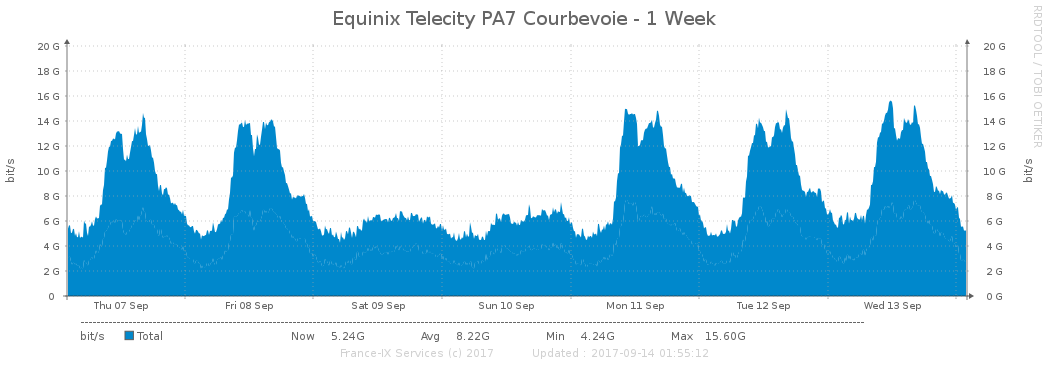 Equinix Telecity PA7 Courbevoie - 1 Week
RRDTOOL / TOBI OETIKER
bit/s
20 G 20 G
18 G 18 G
16 G 16 G
14 G 14 G
12 G 12 G
10 G 10 G
8 G 8 G
6 G 6 G
4 G 4 G
2 G 2 G
0 0 G
bit/s
Thu 07 Sep Fri 08 Sep Sat 09 Sep Sun 10 Sep Mon 11 Sep Tue 12 Sep Wed 13 Sep
bit/s Total Now 5.24G Avg 8.22G Min 4.24G Max 15.60G
France-IX Services (c) 2017 Updated : 2017-09-14 01:55:12